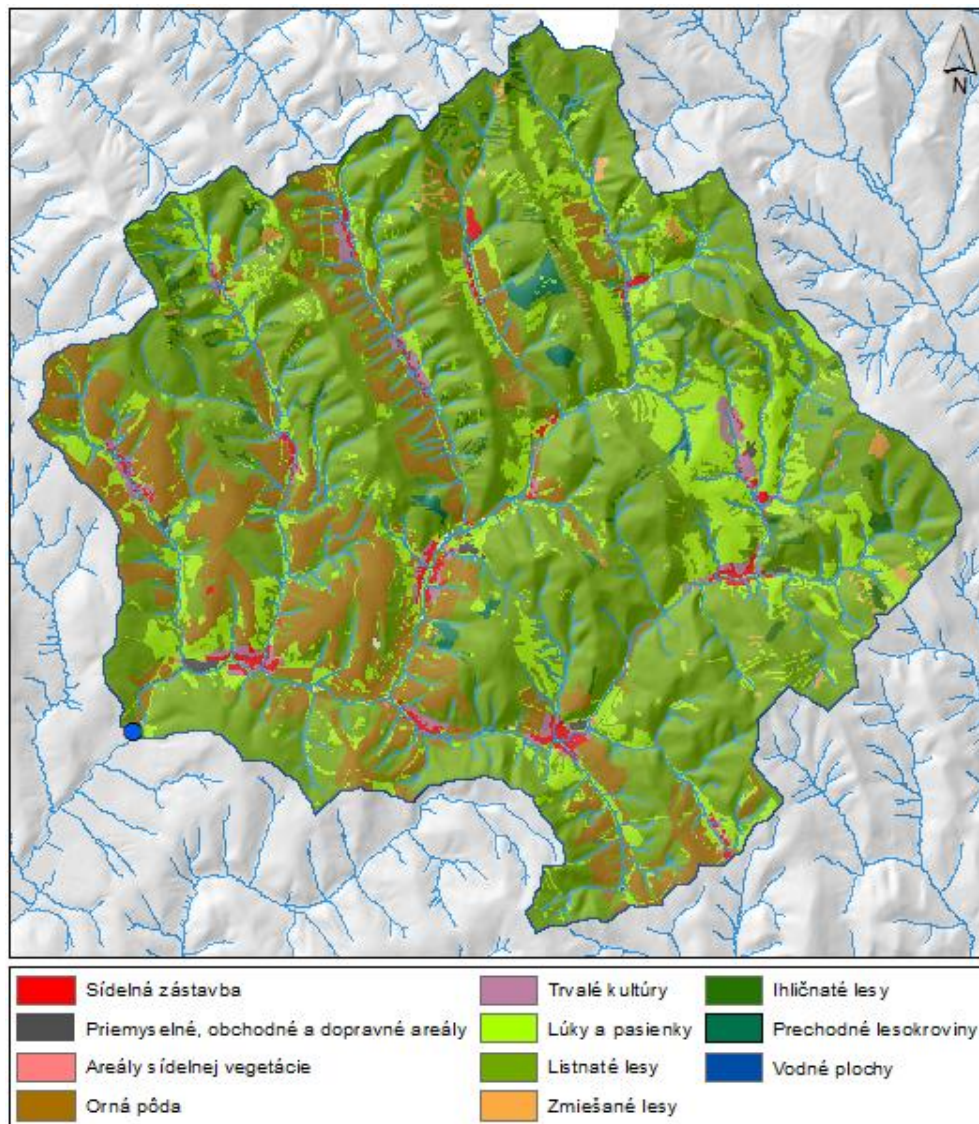 N
Sídelná zástavba
Priemyselné, obchodné a dopravné areály
Areály sídelnej vegetácie
Orná pôda
Trvalé kultúry
Lúky a pasienky
Listnaté lesy
Zmiešané lesy
Ihličnaté lesy
Prechodné lesokroviny
Vodné plochy